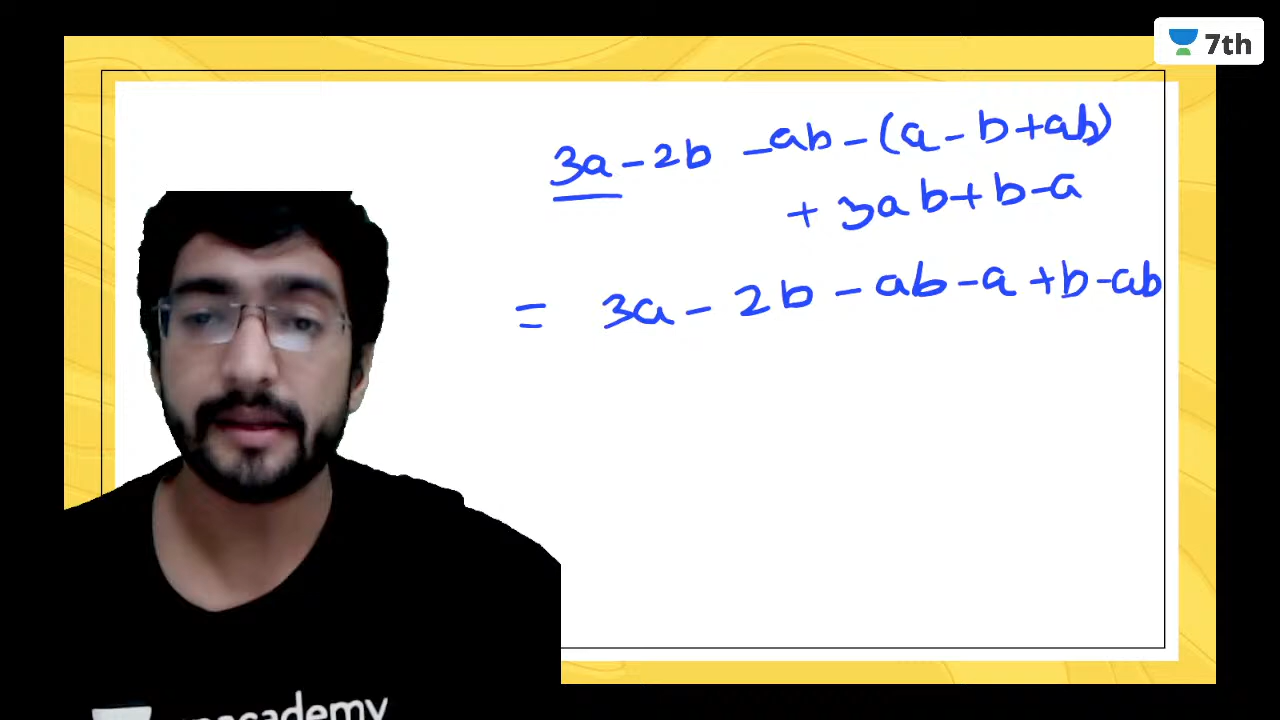 7th
3a - 2b - ab - (a - b + ab)
+ 3ab + b - a
= 3a - 2b - ab - a + b - ab